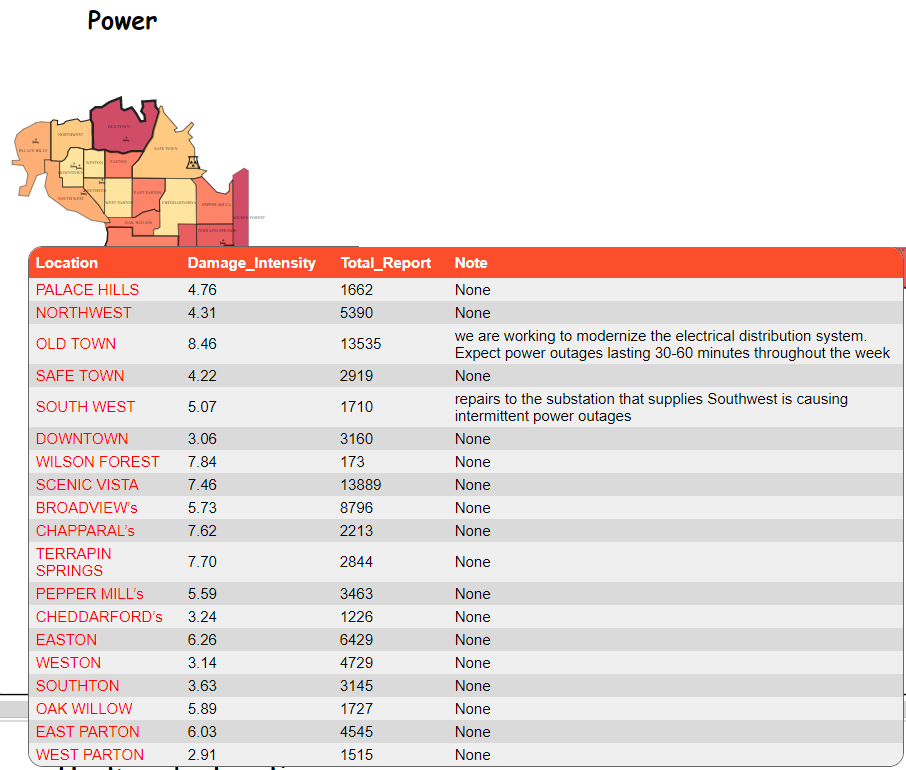 Power
OLD TOWN
NORTHWEST
PALACE HILLS
SAFE TOWN
WESTON
EASTON
DOWNTOWN
SOUTHTON
SOUTHWEST
WEST PARTON
EAST PARTON
CHEDDARFORD
PEPPER MILL
OAK WILLOW
WILSON FOREST
TERRAPIN SPRINGS
Location Damage_Intensity Total_Report Note
PALACE HILLS 4.76 1662 None
NORTHWEST 4.31 5390 None
OLD TOWN 8.46 13535 we are working to modernize the electrical distribution system.
Expect power outages lasting 30-60 minutes throughout the week
SAFE TOWN 4.22 2919 None
SOUTH WEST 5.07 1710 repairs to the substation that supplies Southwest is causing
intermittent power outages
DOWNTOWN 3.06 3160 None
WILSON FOREST 7.84 173 None
SCENIC VISTA 7.46 13889 None
BROADVIEW's 5.73 8796 None
CHAPPARAL's 7.62 2213 None
TERRAPIN
SPRINGS 7.70 2844 None
PEPPER MILL's 5.59 3463 None
CHEDDARFORD's 3.24 1226 None
EASTON 6.26 6429 None
WESTON 3.14 4729 None
SOUTHTON 3.63 3145 None
OAK WILLOW 5.89 1727 None
EAST PARTON 6.03 4545 None
WEST PARTON 2.91 1515 None